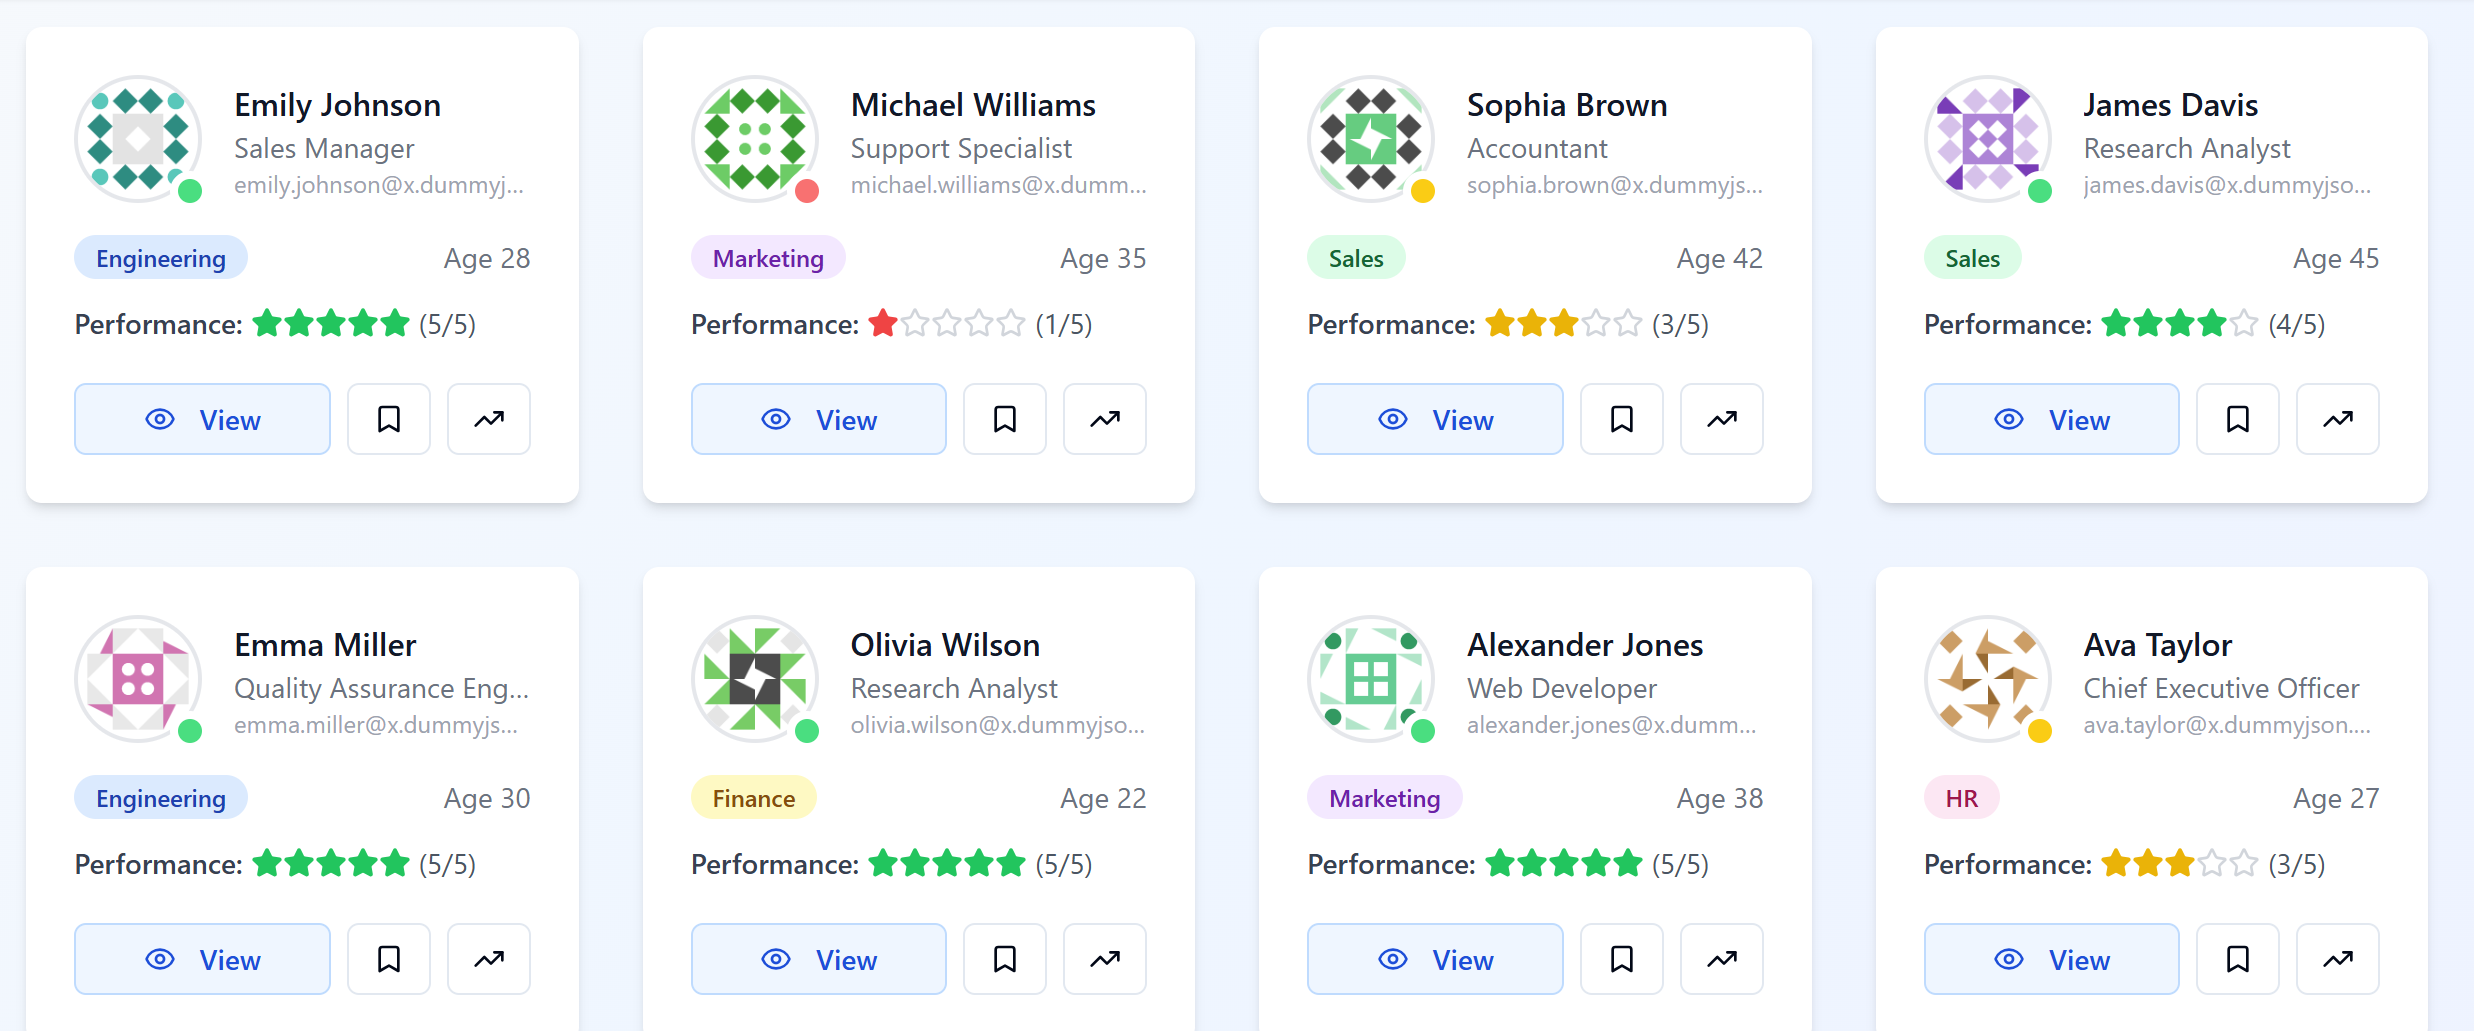 Emily Johnson
Sales Manager
emily.johnson@x.dummyj...
Engineering
Age 28
Performance: (5/5)
View
Michael Williams
Support Specialist
michael.williams@x.dumm...
Marketing
Age 35
Performance: (1/5)
View
Sophia Brown
Accountant
sophia.brown@x.dummyjs...
Sales
Age 42
Performance: (3/5)
View
James Davis
Research Analyst
james.davis@x.dummyjso...
Sales
Age 45
Performance: (4/5)
View
Emma Miller
Quality Assurance Eng...
emma.miller@x.dummyjs...
Engineering
Age 30
Performance: (5/5)
View
Olivia Wilson
Research Analyst
olivia.wilson@x.dummyjso...
Finance
Age 22
Performance: (5/5)
View
Alexander Jones
Web Developer
alexander.jones@x.dumm...
Marketing
Age 38
Performance: (5/5)
View
Ava Taylor
Chief Executive Officer
ava.taylor@x.dummyjson....
HR
Age 27
Performance: (3/5)
View